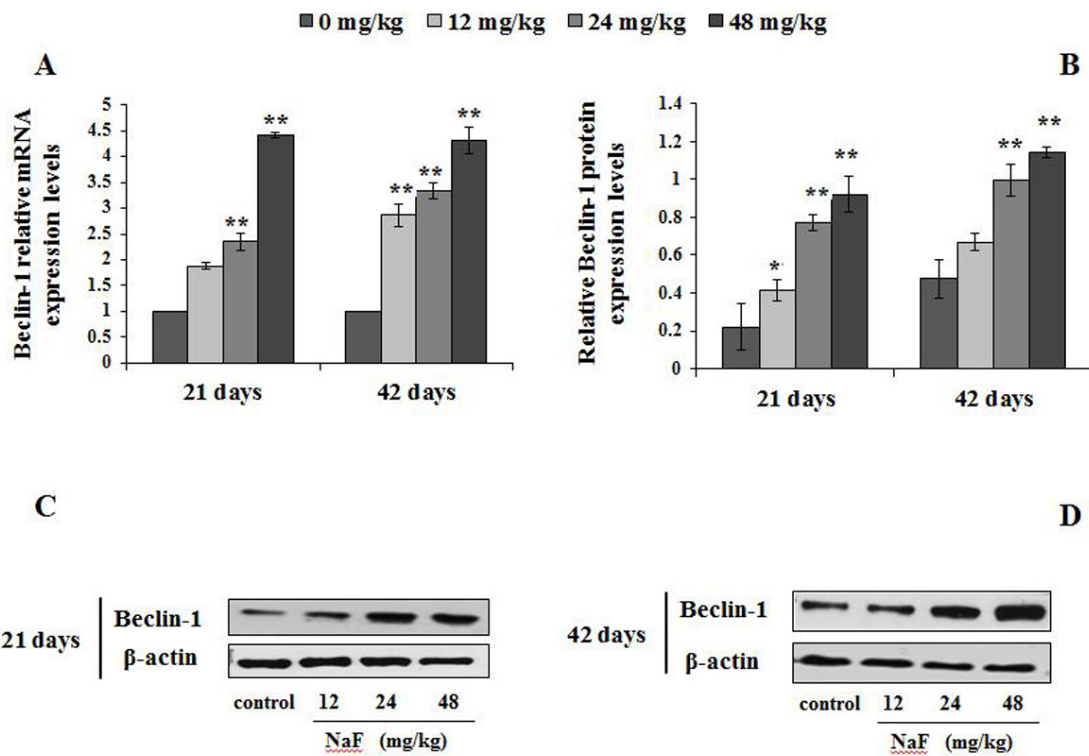 0 mg/kg 12 mg/kg 24 mg/kg 48 mg/kg
A
Beclin-1 relative mRNA
expression levels
5
4.5
4
3.5
3
2.5
2
1.5
1
0.5
0
** ** ** ** **
21 days 42 days
B
Relative Beclin-1 protein
expression levels
1.4
1.2
1
0.8
0.6
0.4
0.2
0
* ** ** ** **
21 days 42 days
C
21 days
Beclin-1
β-actin
control 12 24 48
NaF (mg/kg)
D
42 days
Beclin-1
β-actin
control 12 24 48
NaF (mg/kg)